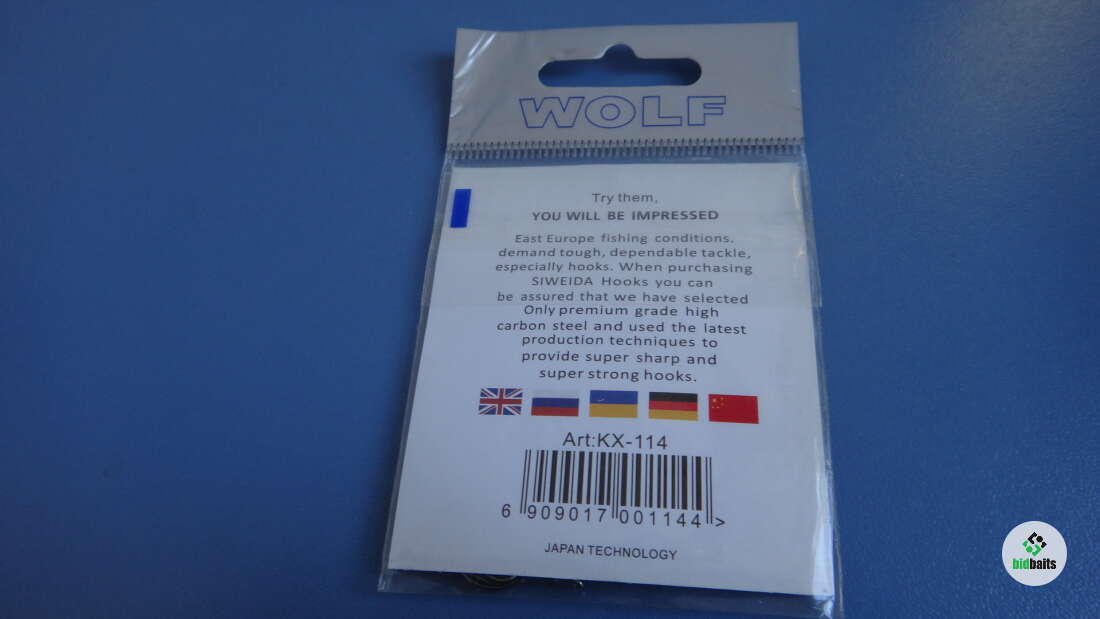 WOLF
Try them,
YOU WILL BE IMPRESSED
East Europe fishing conditions.
demand tough, dependable tackle,
especially hooks. When purchasing
SIWEIDA Hooks you can
be assured that we have selected
Only premium grade high
carbon steel and used the latest
production techniques to
provide super sharp and
super strong hooks.
Art:KX-114
6 909017 001144 >
JAPAN TECHNOLOGY
bidbaits